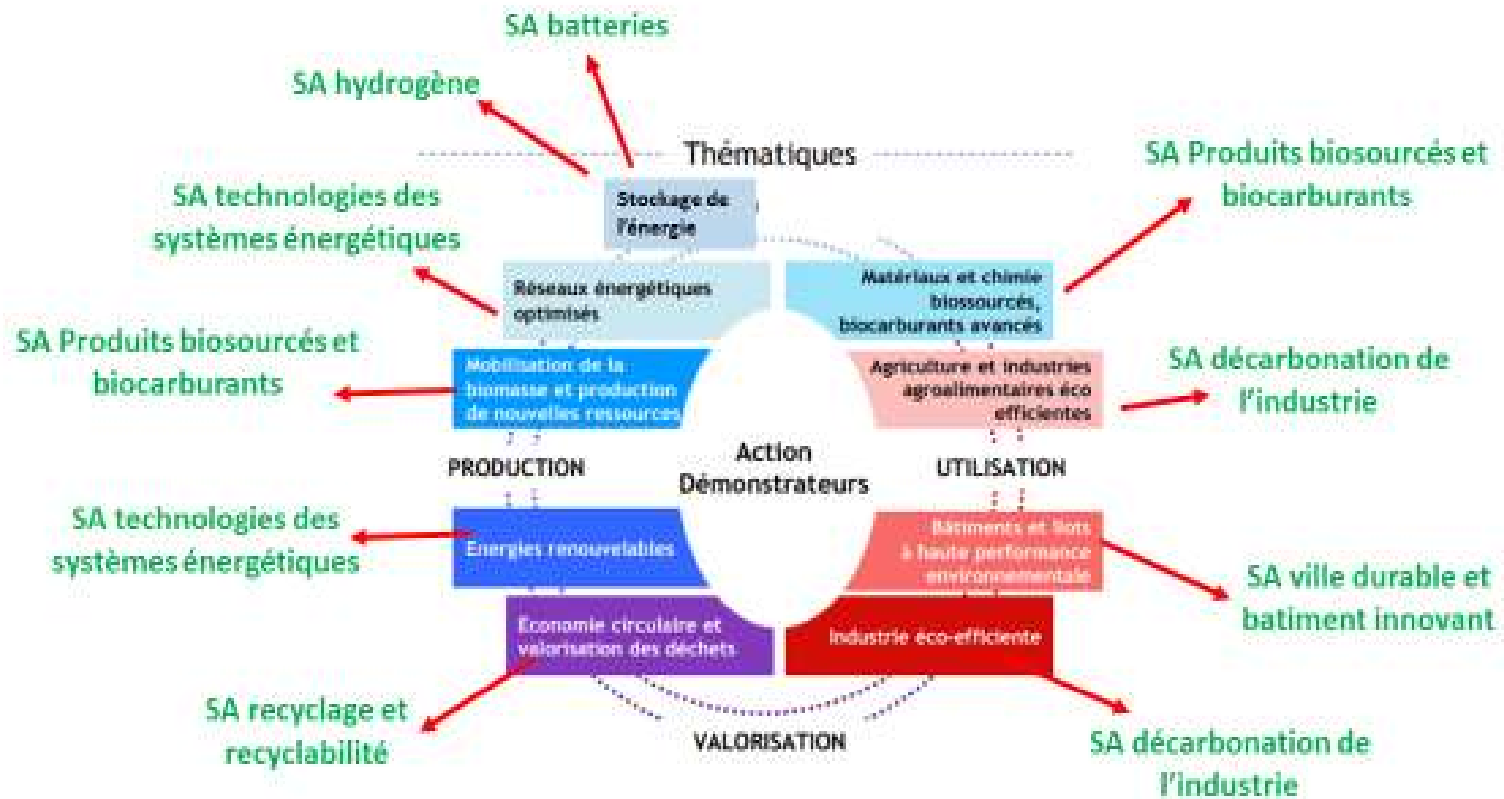 SA batteries
SA hydrogène
Thématiques
SA Produits biosourcés et
biocarburants
SA technologies des
systèmes énergétiques
Stockage de
l'énergie
Réseaux énergétiques
optimisés
Matériaux et chimie
biossourcés,
biocarburants avancés
SA Produits biosourcés et
biocarburants
Mobilisation de la
biomasse et production
de nouvelles ressources
Agriculture et industries
agroalimentaires éco
efficientes
SA décarbonation de
l'industrie
PRODUCTION
Action
Démonstrateurs
UTILISATION
SA technologies des
systèmes énergétiques
Energies renouvelables
Bâtiments et îlots
à haute performance
environnementale
SA ville durable et
batiment innovant
Economie circulaire et
valorisation des déchets
Industrie éco-efficiente
SA recyclage et
recyclabilité
VALORISATION
SA décarbonation de
l'industrie